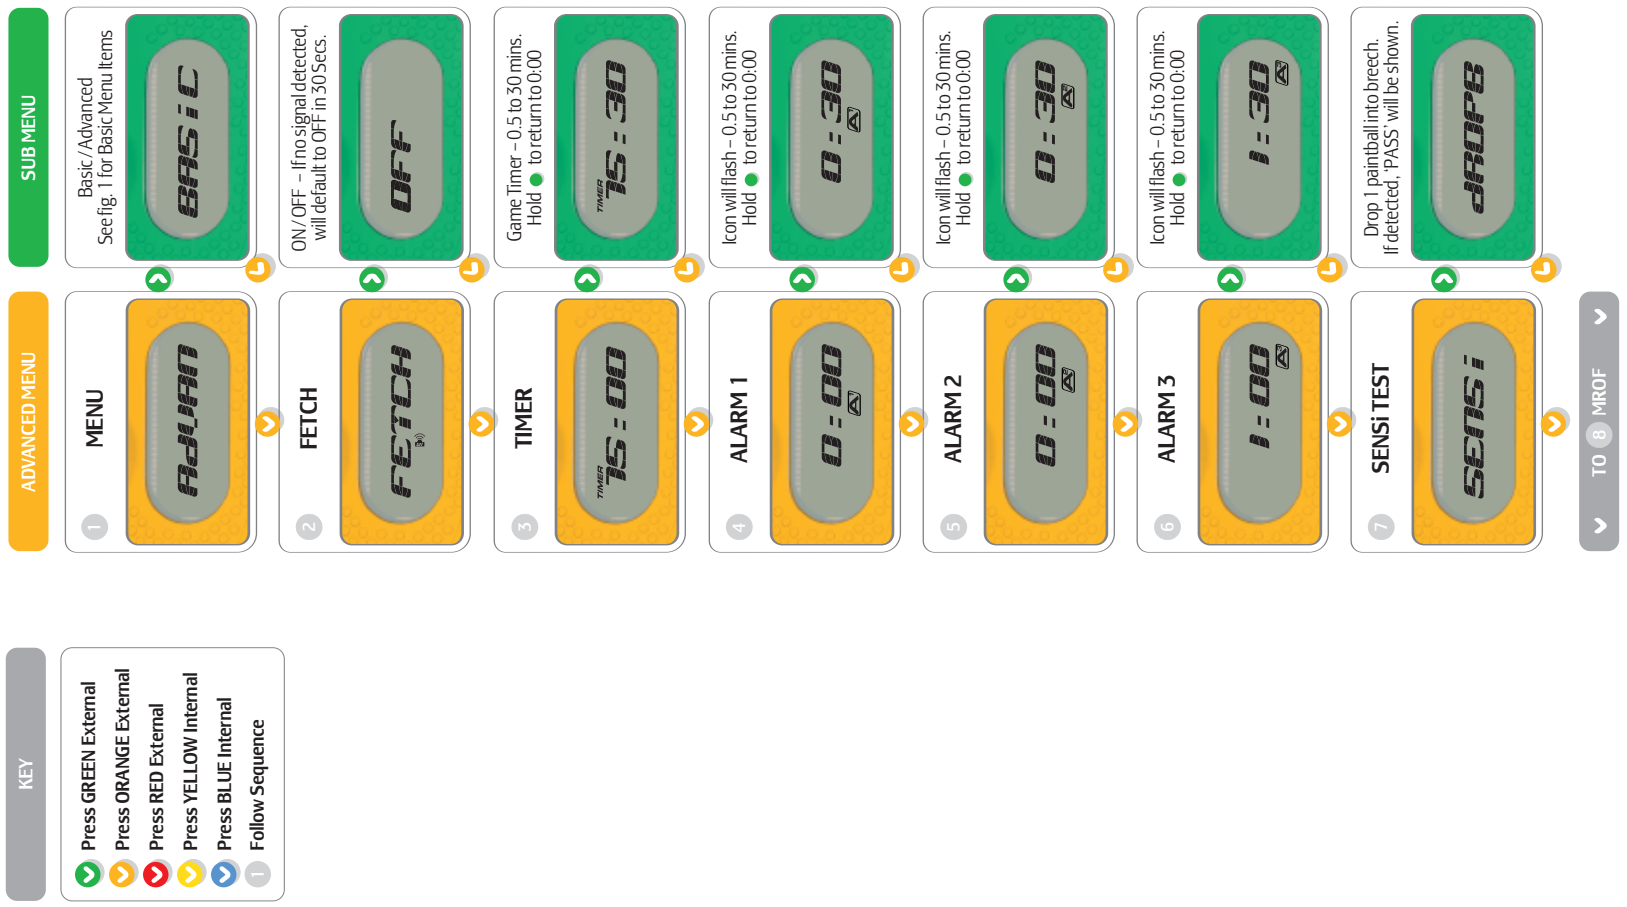 KEY
Press GREEN External
Press ORANGE External
Press RED External
Press YELLOW Internal
Press BLUE Internal
1 Follow Sequence
ADVANCED MENU
SUB MENU
1 MENU
AdvAn
Basic / Advanced
See fig. 1 for Basic Menu Items
BASiC
2 FETCH
FETCH
ON / OFF – If no signal detected,
will default to OFF in 30 Secs.
OFF
3 TIMER
TIMER
15:00
Game Timer – 0.5 to 30 mins.
Hold to return to 0:00
TIMER
15:30
4 ALARM 1
0:00
A1
Icon will flash – 0.5 to 30 mins.
Hold to return to 0:00
0:30
A1
5 ALARM 2
0:00
A2
Icon will flash – 0.5 to 30 mins.
Hold to return to 0:00
0:30
A2
6 ALARM 3
1:00
A3
Icon will flash – 0.5 to 30 mins.
Hold to return to 0:00
1:30
A3
7 SENSi TEST
SEnSi
Drop 1 paintball into breech.
If detected, 'PASS' will be shown.
dROPB
TO 8 MROF